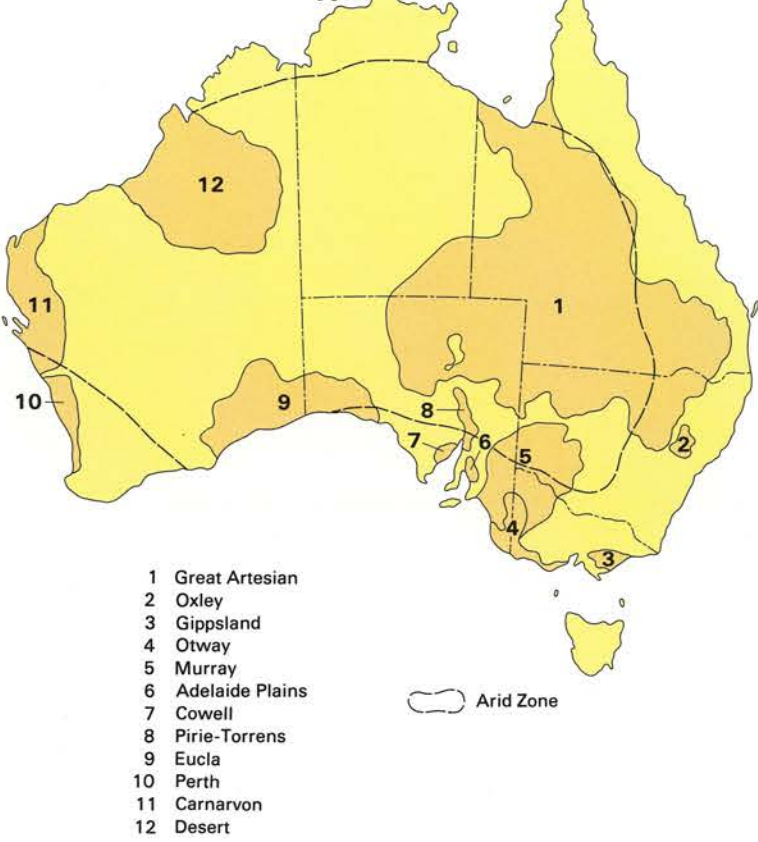 12
1
11
10
9
8
7
6
5
2
4
3
1 Great Artesian
2 Oxley
3 Gippsland
4 Otway
5 Murray
6 Adelaide Plains
7 Cowell
8 Pirie-Torrens
9 Eucla
10 Perth
11 Carnarvon
12 Desert
Arid Zone